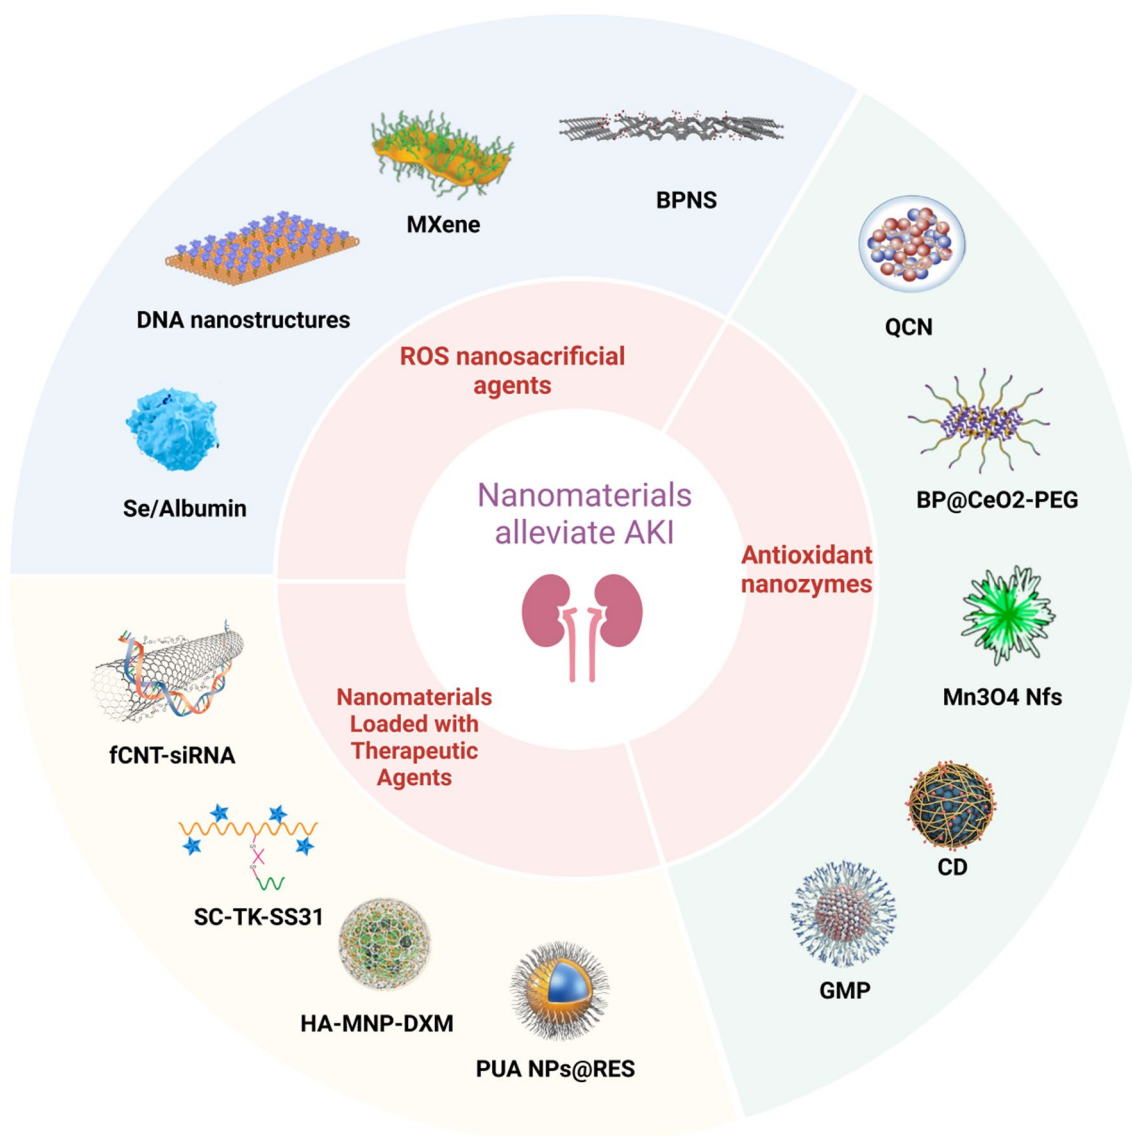 MXene
BPNS
DNA nanostructures
Se/Albumin
ROS nanosacrificial
agents
QCN
BP@CeO2-PEG
Mn3O4 Nfs
CD
GMP
Antioxidant
nanozymes
Nanomaterials
alleviate AKI
Nanomaterials
Loaded with
Therapeutic
Agents
fCNT-siRNA
SC-TK-SS31
HA-MNP-DXM
PUA NPs@RES